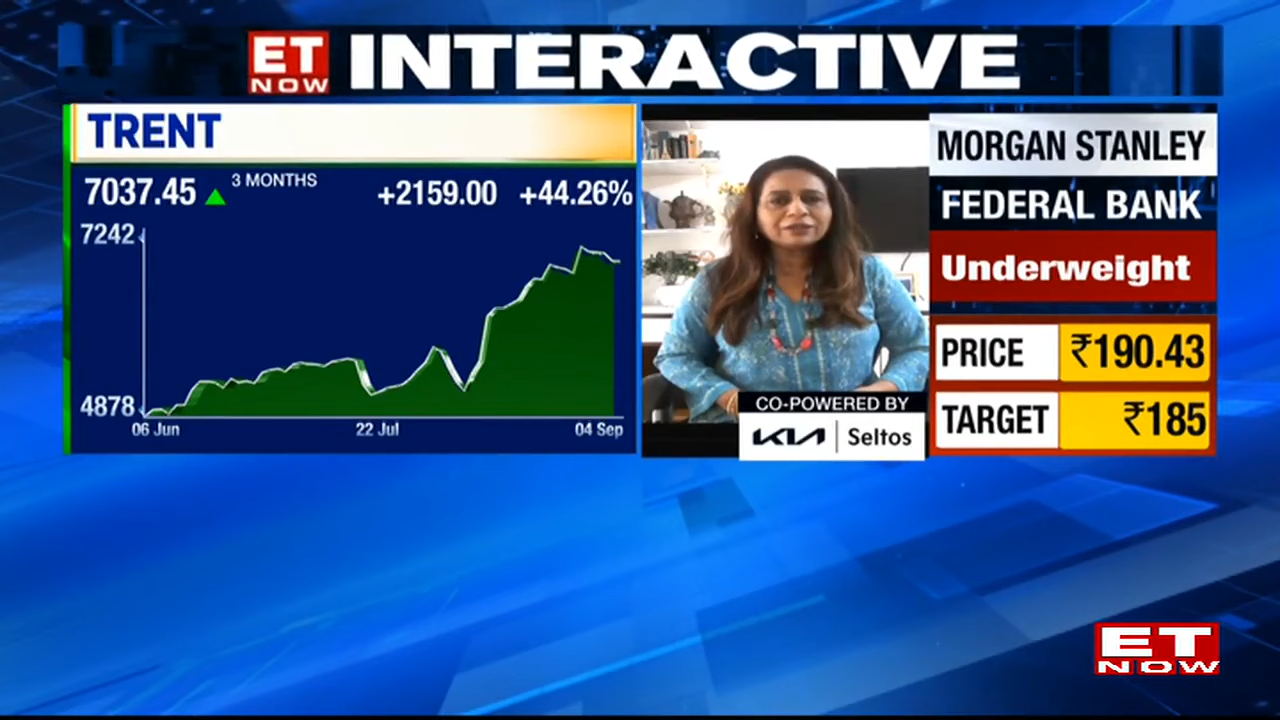 ET NOW INTERACTIVE
TRENT
7037.45 3 MONTHS +2159.00 +44.26%
7242
4878
06 Jun 22 Jul 04 Sep
MORGAN STANLEY
FEDERAL BANK
Underweight
PRICE ₹190.43
TARGET ₹185
CO-POWERED BY
KIA Seltos
ET NOW